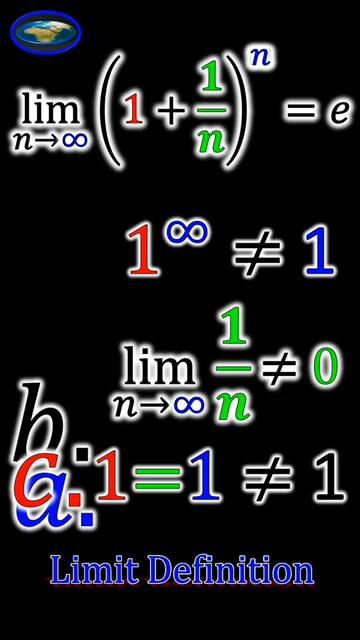 lim n→∞ (1 + 1/n)^n = e
1^∞ ≠ 1
lim n→∞ 1/n ≠ 0
b.
c. 1 = 1 ≠ 1
a.
Limit Definition